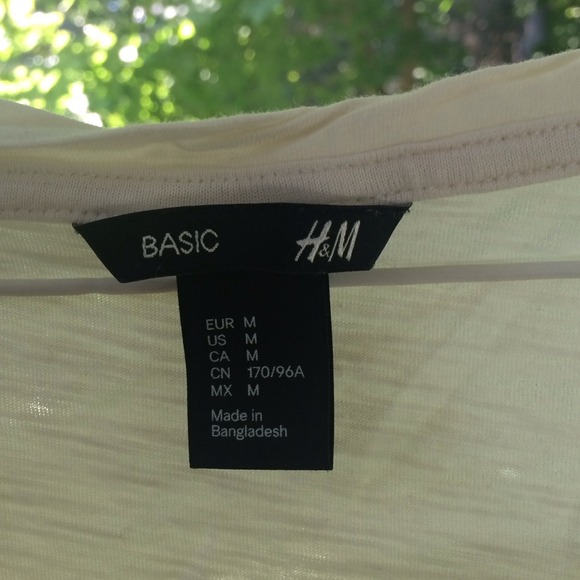 BASIC H&M
EUR M
US M
CA M
CN 170/96A
MX M
Made in
Bangladesh